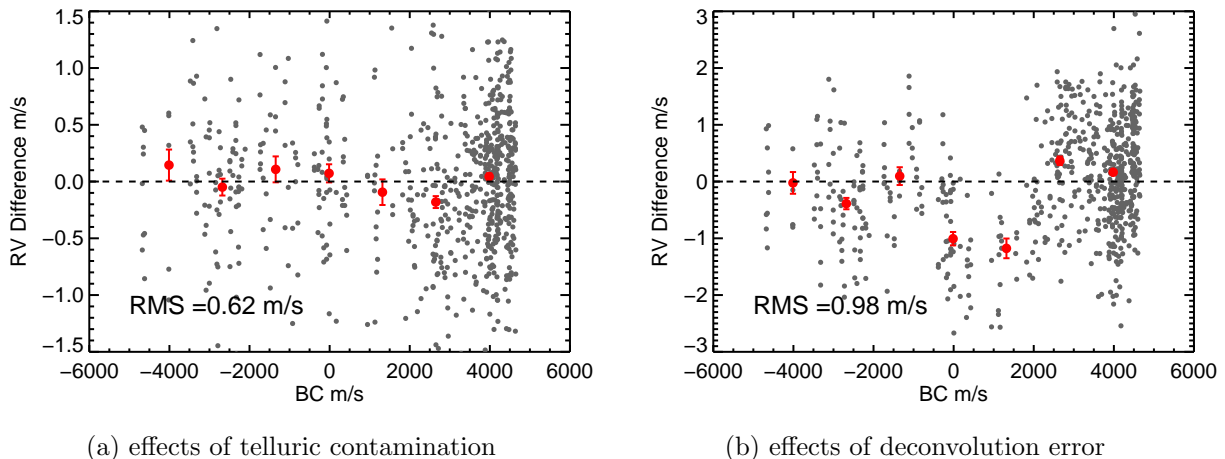 1.5
1.0
0.5
0.0
−0.5
−1.0
−1.5
RV Difference m/s
RMS =0.62 m/s
−6000 −4000 −2000 0 2000 4000 6000
BC m/s
(a) effects of telluric contamination
3
2
1
0
−1
−2
−3
RV Difference m/s
RMS =0.98 m/s
−6000 −4000 −2000 0 2000 4000 6000
BC m/s
(b) effects of deconvolution error